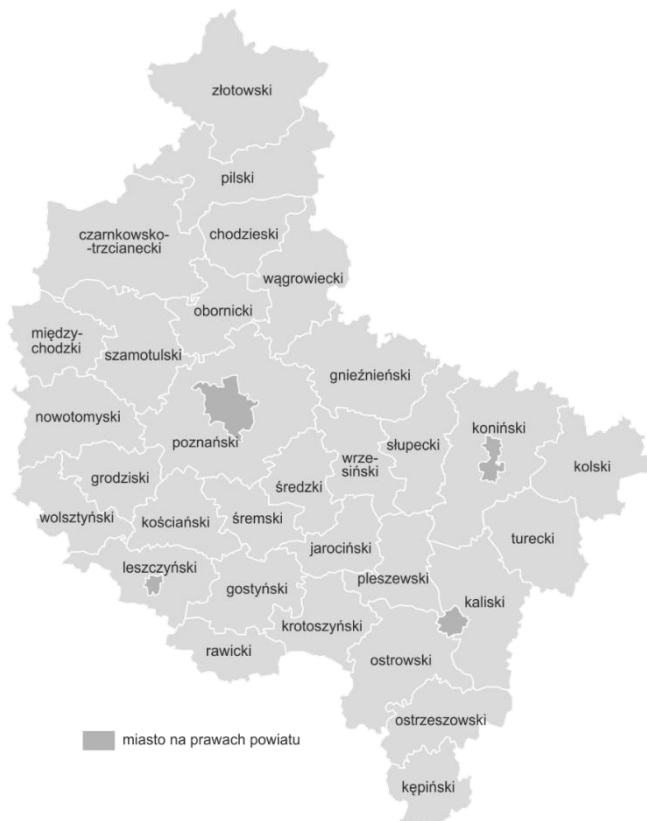 złotowski
pilski
czarnkowsko-
-trzcianecki
chodzieski
wągrowiecki
obornicki
między-
chodzki
szamotulski
gnieźnieński
nowotomyski
poznański
słupecki
koniński
wrze-
siński
kolski
grodziski
średzki
wolsztyński
kościański
śremski
jarociński
turecki
leszczyński
gostyński
pleszewski
kaliski
krotoszyński
rawicki
ostrowski
ostrzeszowski
miasto na prawach powiatu
kępiński